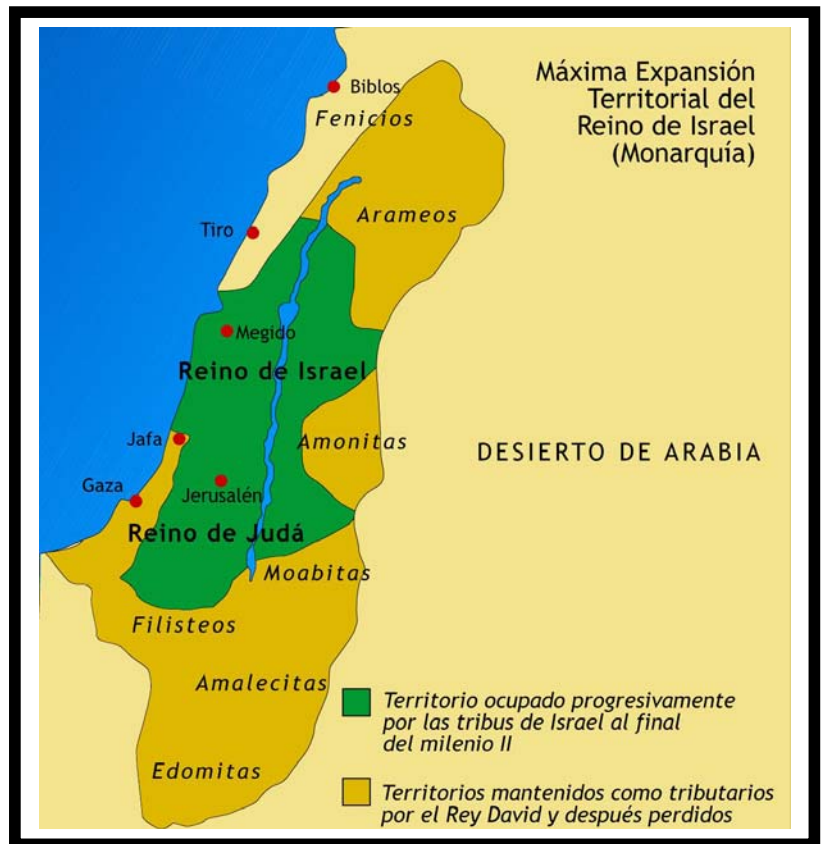 Máxima Expansión
Territorial del
Reino de Israel
(Monarquía)
Biblos
Fenicios
Arameos
Tiro
Megido
Reino de Israel
Jafa
Amonitas
DESIERTO DE ARABIA
Gaza
Jerusalén
Reino de Judá
Moabitas
Filisteos
Amalecitas
Edomitas
Territorio ocupado progresivamente
por las tribus de Israel al final
del milenio II
Territorios mantenidos como tributarios
por el Rey David y después perdidos